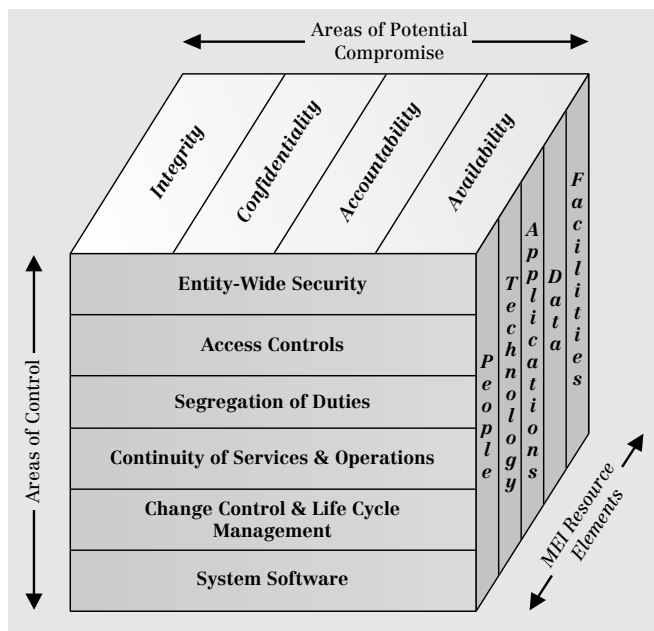 Areas of Potential
Compromise
Integrity
Confidentiality
Accountability
Availability
Areas of Control
Entity-Wide Security
Access Controls
Segregation of Duties
Continuity of Services & Operations
Change Control & Life Cycle
Management
System Software
People
Technology
Applications
Data
Facilities
MEI Resource
Elements